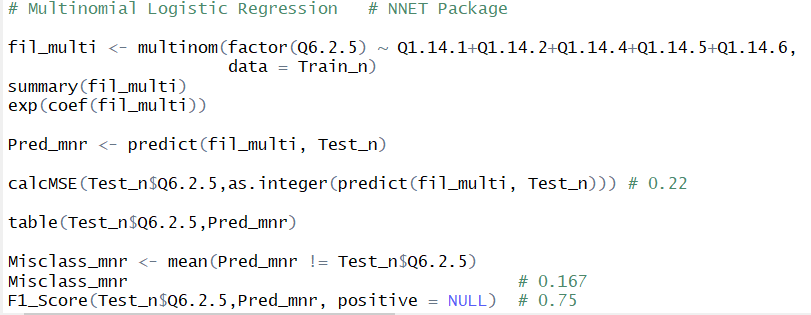 # Multinomial Logistic Regression   # NNET Package
fil_multi <- multinom(factor(Q6.2.5) ~ Q1.14.1+Q1.14.2+Q1.14.4+Q1.14.5+Q1.14.6,
data = Train_n)
summary(fil_multi)
exp(coef(fil_multi))
Pred_mnr <- predict(fil_multi, Test_n)
calcMSE(Test_n$Q6.2.5,as.integer(predict(fil_multi, Test_n))) # 0.22
table(Test_n$Q6.2.5,Pred_mnr)
Misclass_mnr <- mean(Pred_mnr != Test_n$Q6.2.5)
Misclass_mnr # 0.167
F1_Score(Test_n$Q6.2.5,Pred_mnr, positive = NULL) # 0.75